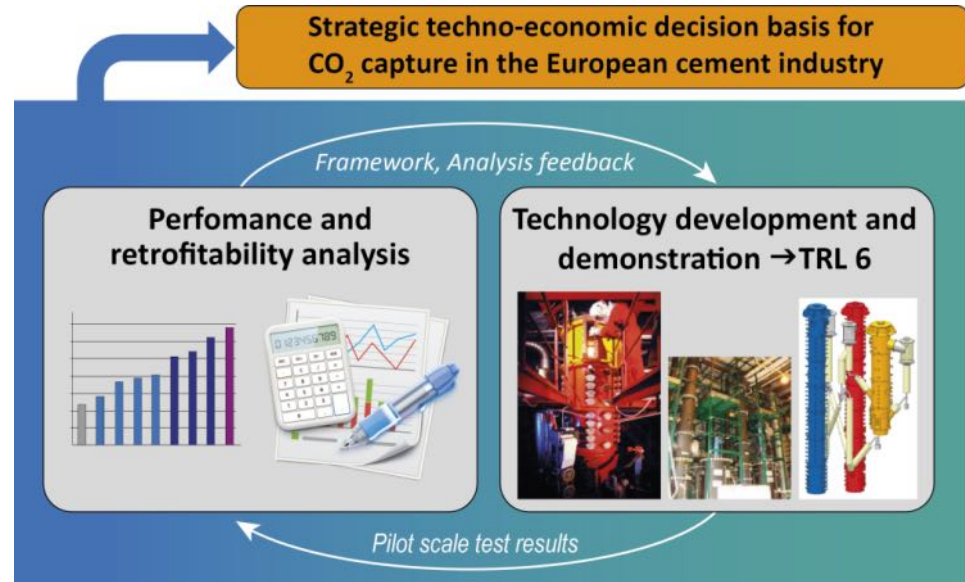 Strategic techno-economic decision basis for
CO₂ capture in the European cement industry
Framework, Analysis feedback
Perfomance and
retrofitability analysis
Technology development and
demonstration →TRL 6
0123456789
Pilot scale test results